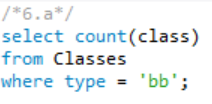 /*6.a*/
select count(class)
from Classes
where type = 'bb';